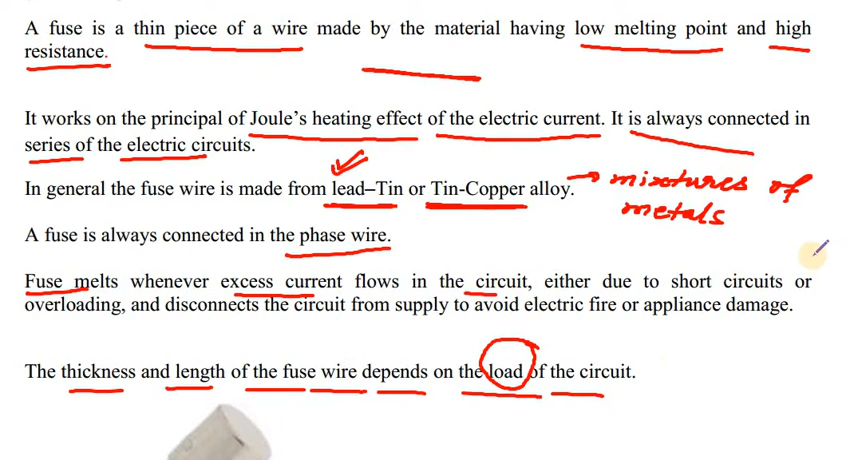 A fuse is a thin piece of a wire made by the material having low melting point and high
resistance.
It works on the principal of Joule's heating effect of the electric current. It is always connected in
series of the electric circuits.
In general the fuse wire is made from lead–Tin or Tin-Copper alloy. → mixtures of
metals
A fuse is always connected in the phase wire.
Fuse melts whenever excess current flows in the circuit, either due to short circuits or
overloading, and disconnects the circuit from supply to avoid electric fire or appliance damage.
The thickness and length of the fuse wire depends on the load of the circuit.